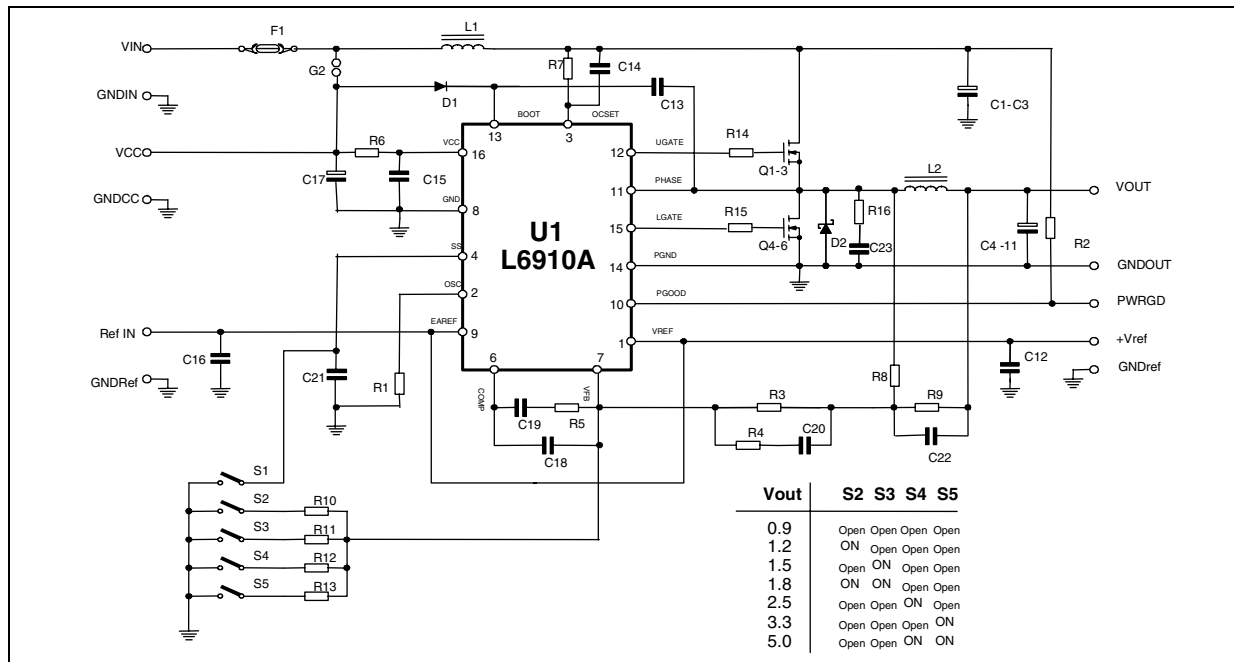 F1
L1
VIN
G2
R7
C14
D1
C13
GNDIN
C1-C3
BOOT
OCSET
13
3
VCC
R6
VCC
16
12
UGATE
R14
Q1-3
C17
C15
L2
11
PHASE
VOUT
GNDCC
GND
8
U1
L6910A
15
LGATE
R15
Q4-6
D2
R16
C23
C4 -11
R2
SS
4
14
PGND
GNDOUT
OSC
2
10
PGOOD
PWRGD
Ref IN
EAREF
9
1
VREF
+Vref
C16
C12
GNDRef
C21
R1
6
7
COMP
VFB
R8
GNDref
C19
R5
R3
R9
C18
R4
C20
C22
S1
S2
R10
S3
R11
S4
R12
S5
R13
Vout S2 S3 S4 S5
0.9 Open Open Open Open
1.2 ON Open Open Open
1.5 Open ON Open Open
1.8 ON ON Open Open
2.5 Open Open ON Open
3.3 Open Open Open ON
5.0 Open Open ON ON